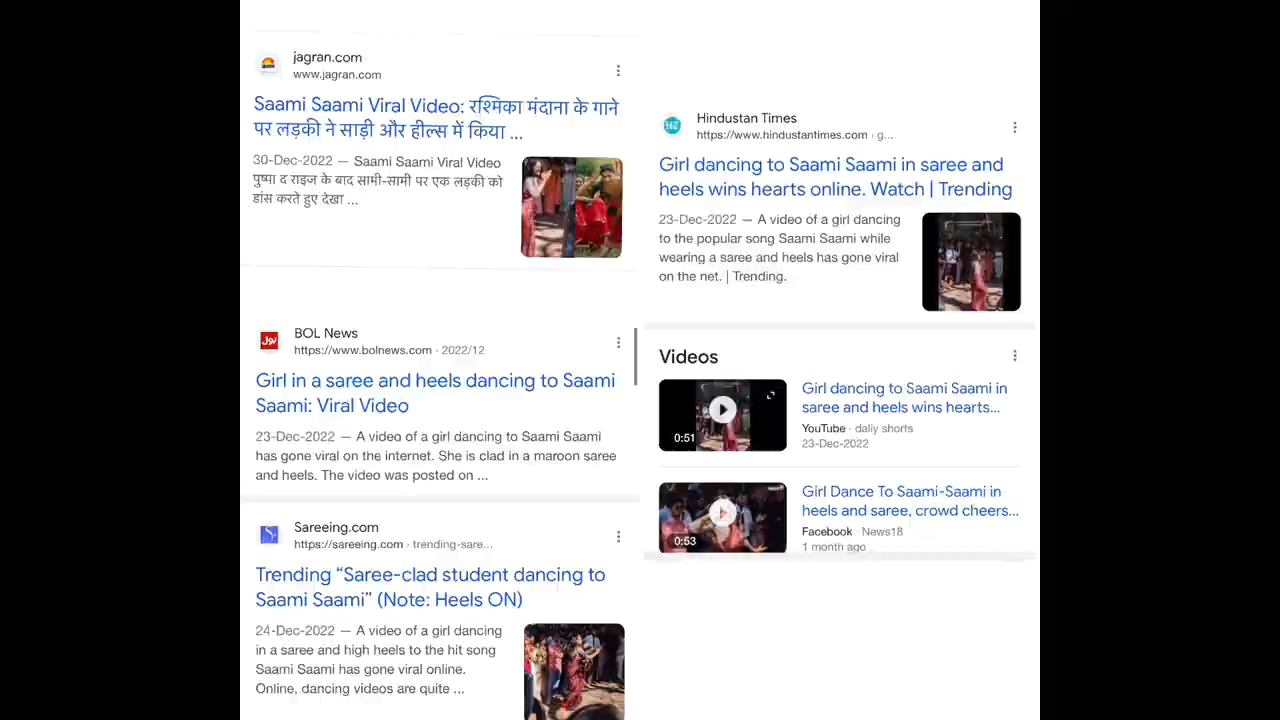 jagran.com
www.jagran.com
Saami Saami Viral Video: रश्मिका मंदाना के गाने
पर लड़की ने साड़ी और हील्स में किया ...
30-Dec-2022 — Saami Saami Viral Video
पुष्पा द राइज के बाद सामी-सामी पर एक लड़की को
डांस करते हुए देखा ...
BOL News
https://www.bolnews.com · 2022/12
Girl in a saree and heels dancing to Saami
Saami: Viral Video
23-Dec-2022 — A video of a girl dancing to Saami Saami
has gone viral on the internet. She is clad in a maroon saree
and heels. The video was posted on ...
Sareeing.com
https://sareeing.com · trending-sare...
Trending “Saree-clad student dancing to
Saami Saami” (Note: Heels ON)
24-Dec-2022 — A video of a girl dancing
in a saree and high heels to the hit song
Saami Saami has gone viral online.
Online, dancing videos are quite ...
Hindustan Times
https://www.hindustantimes.com · g...
Girl dancing to Saami Saami in saree and
heels wins hearts online. Watch | Trending
23-Dec-2022 — A video of a girl dancing
to the popular song Saami Saami while
wearing a saree and heels has gone viral
on the net. | Trending.
Videos
0:51
Girl dancing to Saami Saami in
saree and heels wins hearts...
YouTube · daliy shorts
23-Dec-2022
0:53
Girl Dance To Saami-Saami in
heels and saree, crowd cheers...
Facebook · News18
1 month ago